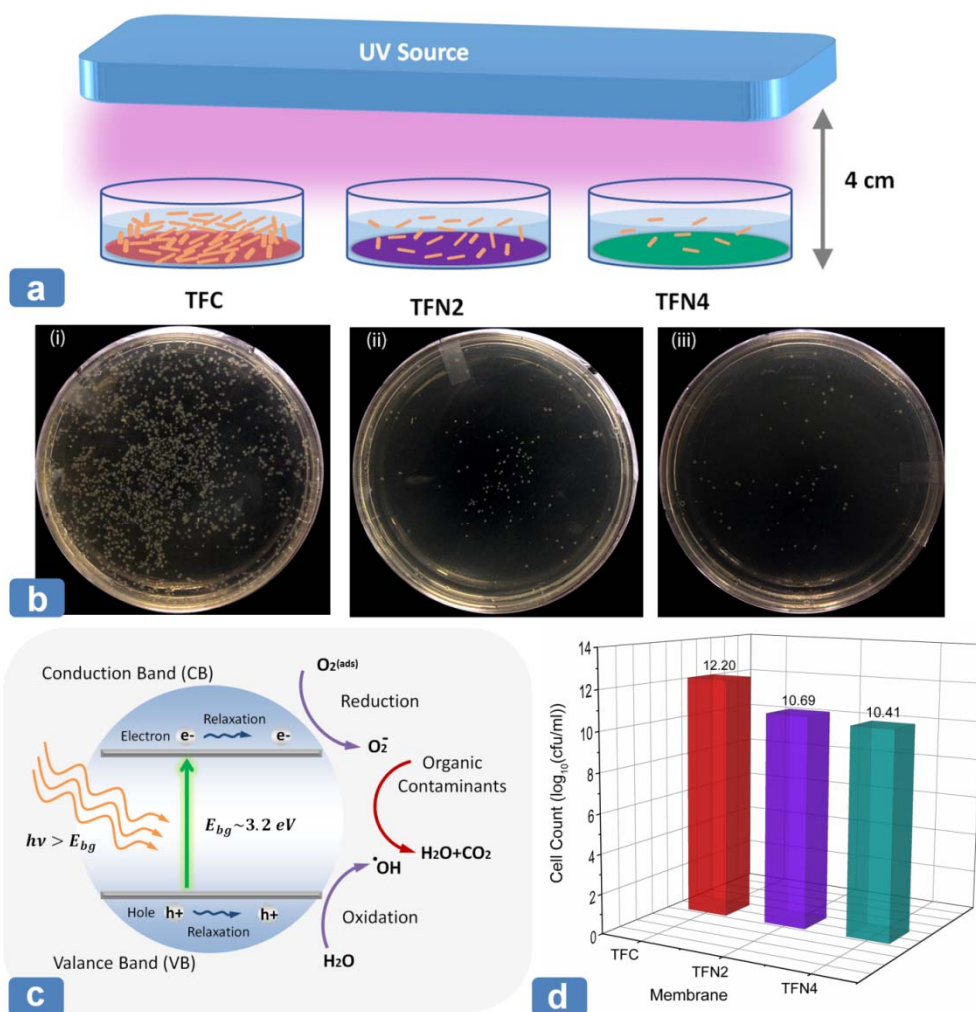 UV Source
4 cm
a
TFC
TFN2
TFN4
(i)
(ii)
(iii)
b
Conduction Band (CB)
Electron e- Relaxation e-
hν > E_bg
E_bg~3.2 eV
Hole h+ Relaxation h+
Valance Band (VB)
O₂(ads)
Reduction
O₂⁻
Organic
Contaminants
H₂O+CO₂
•OH
Oxidation
H₂O
c
Cell Count (log₁₀(cfu/ml))
14
12
10
8
6
4
2
0
12.20
10.69
10.41
TFC
TFN2
TFN4
Membrane
d